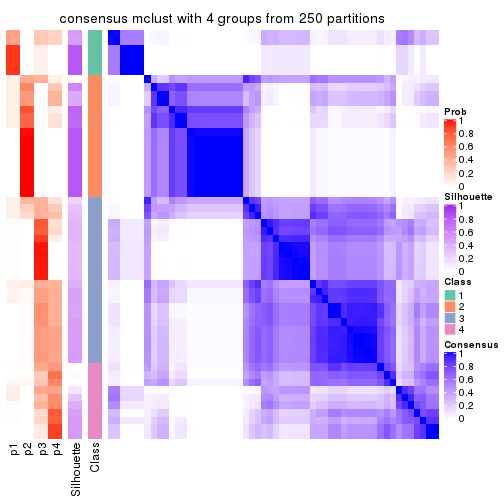 consensus mclust with 4 groups from 250 partitions
Prob
1
0.8
0.6
0.4
0.2
0
Silhouette
1
0.8
0.6
0.4
0.2
0
Class
1
2
3
4
Consensus
1
0.8
0.6
0.4
0.2
0
p1
p2
p3
p4
Silhouette
Class